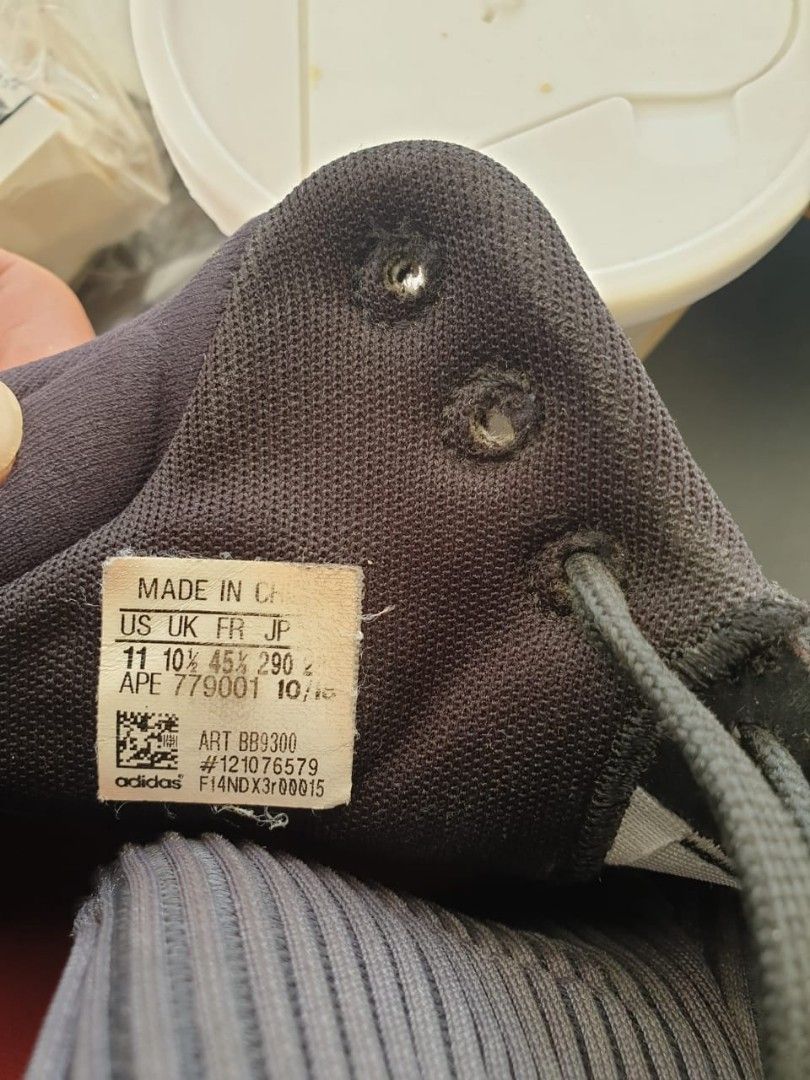 MADE IN
US UK FR JP
11 10½ 45⅓ 290
APE 779001 10/
ART BB9300
#121076579
adidas F14NDX3r00015